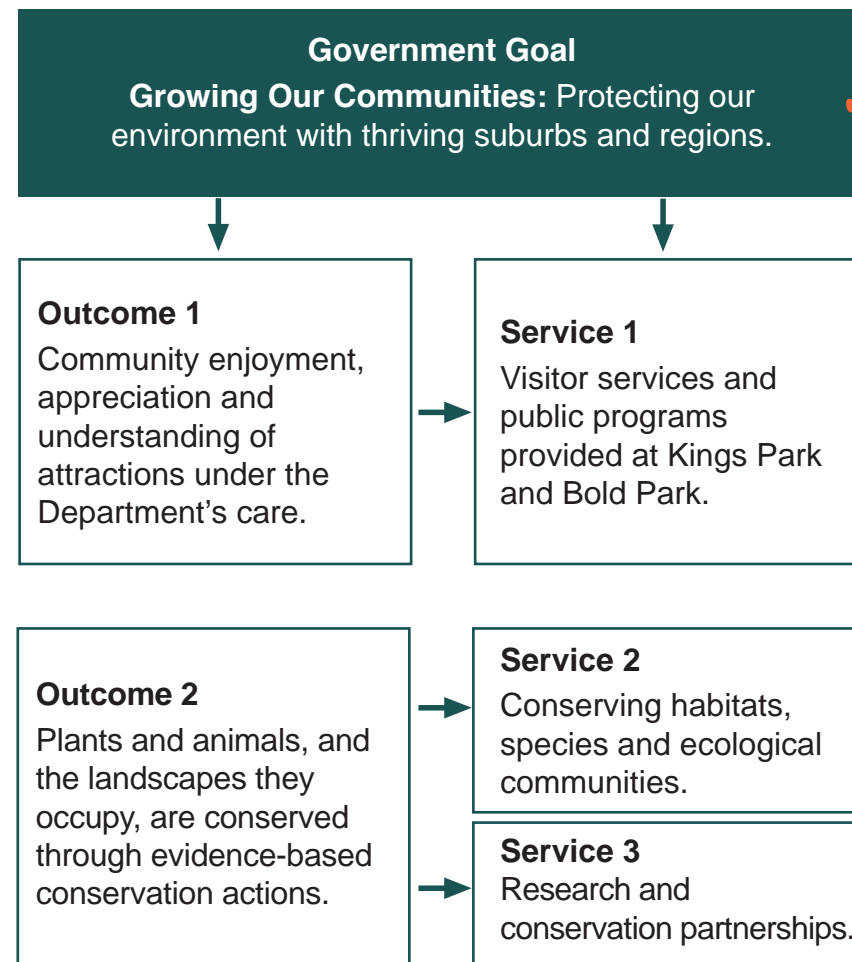 Government Goal
Growing Our Communities: Protecting our
environment with thriving suburbs and regions.
Outcome 1
Community enjoyment,
appreciation and
understanding of
attractions under the
Department’s care.
Service 1
Visitor services and
public programs
provided at Kings Park
and Bold Park.
Outcome 2
Plants and animals, and
the landscapes they
occupy, are conserved
through evidence-based
conservation actions.
Service 2
Conserving habitats,
species and ecological
communities.
Service 3
Research and
conservation partnerships.